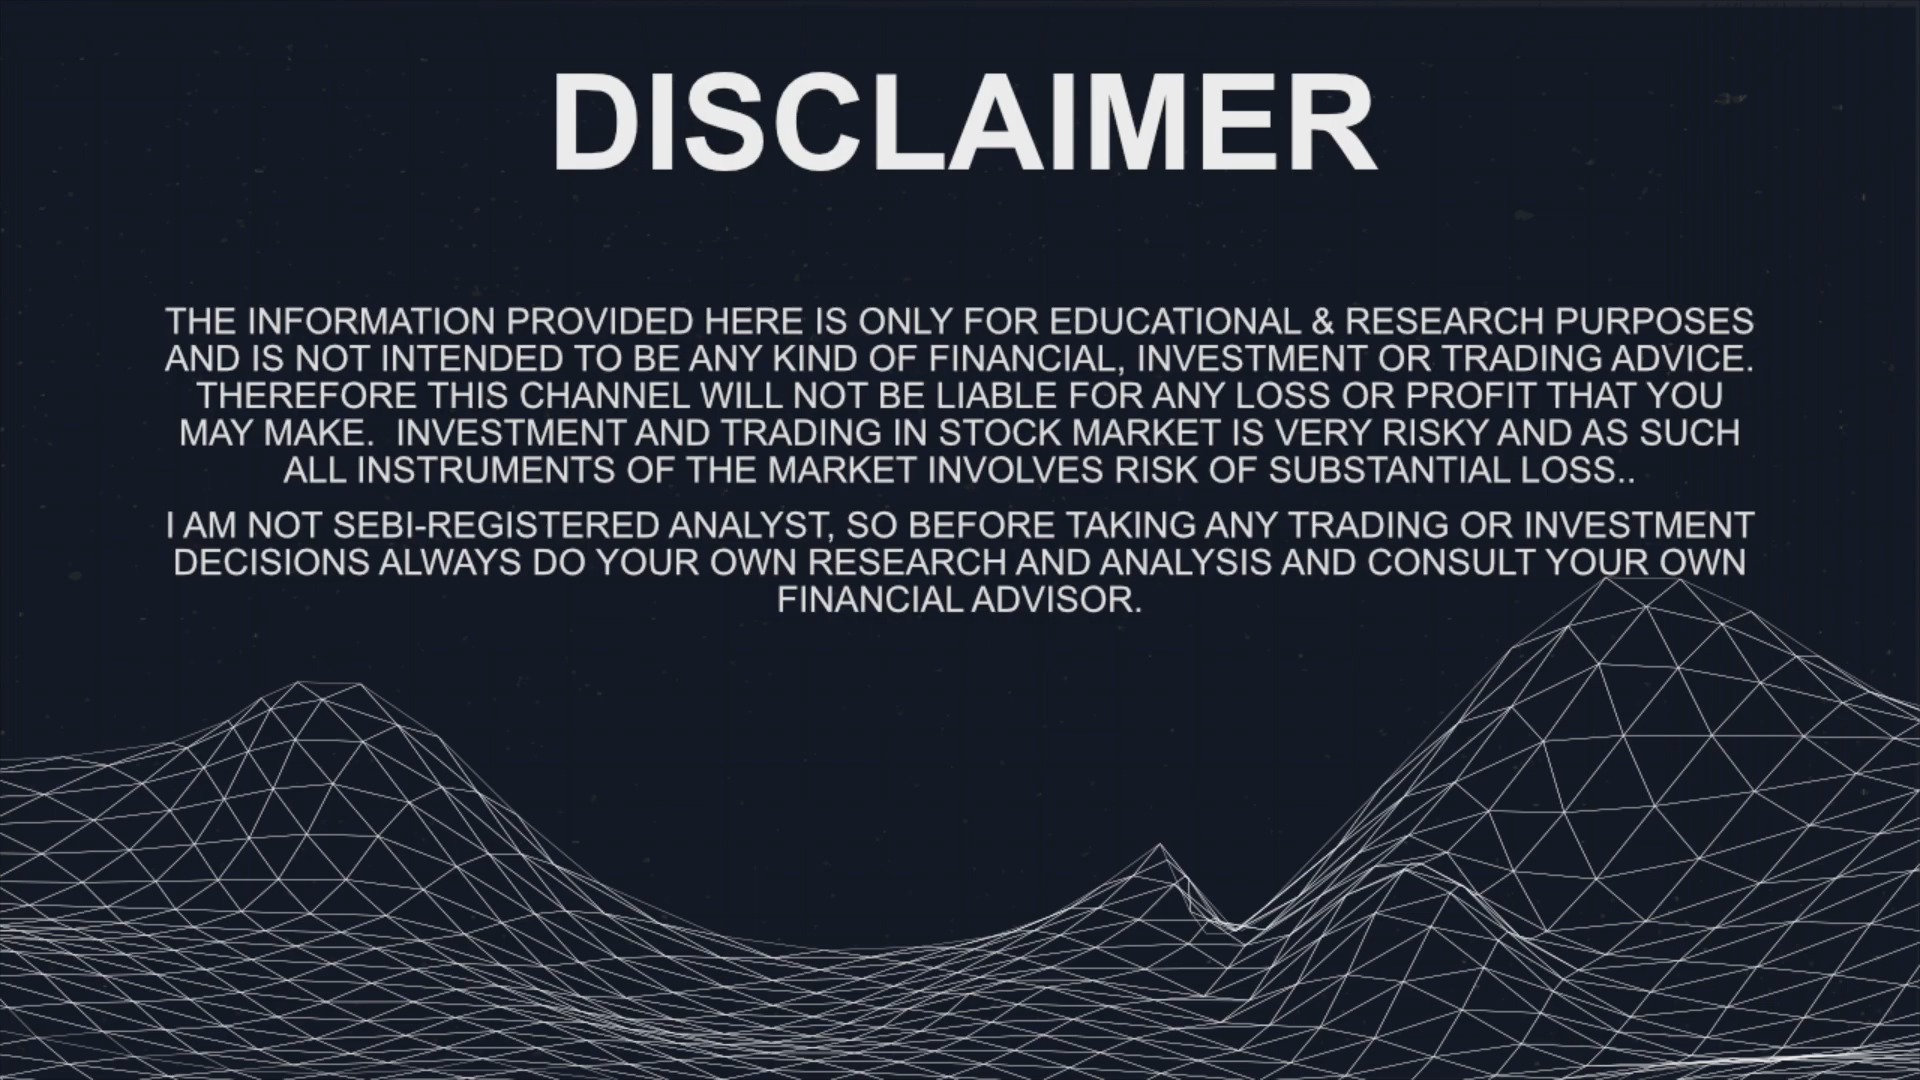 DISCLAIMER
THE INFORMATION PROVIDED HERE IS ONLY FOR EDUCATIONAL & RESEARCH PURPOSES
AND IS NOT INTENDED TO BE ANY KIND OF FINANCIAL, INVESTMENT OR TRADING ADVICE.
THEREFORE THIS CHANNEL WILL NOT BE LIABLE FOR ANY LOSS OR PROFIT THAT YOU
MAY MAKE.  INVESTMENT AND TRADING IN STOCK MARKET IS VERY RISKY AND AS SUCH
ALL INSTRUMENTS OF THE MARKET INVOLVES RISK OF SUBSTANTIAL LOSS..
I AM NOT SEBI-REGISTERED ANALYST, SO BEFORE TAKING ANY TRADING OR INVESTMENT
DECISIONS ALWAYS DO YOUR OWN RESEARCH AND ANALYSIS AND CONSULT YOUR OWN
FINANCIAL ADVISOR.